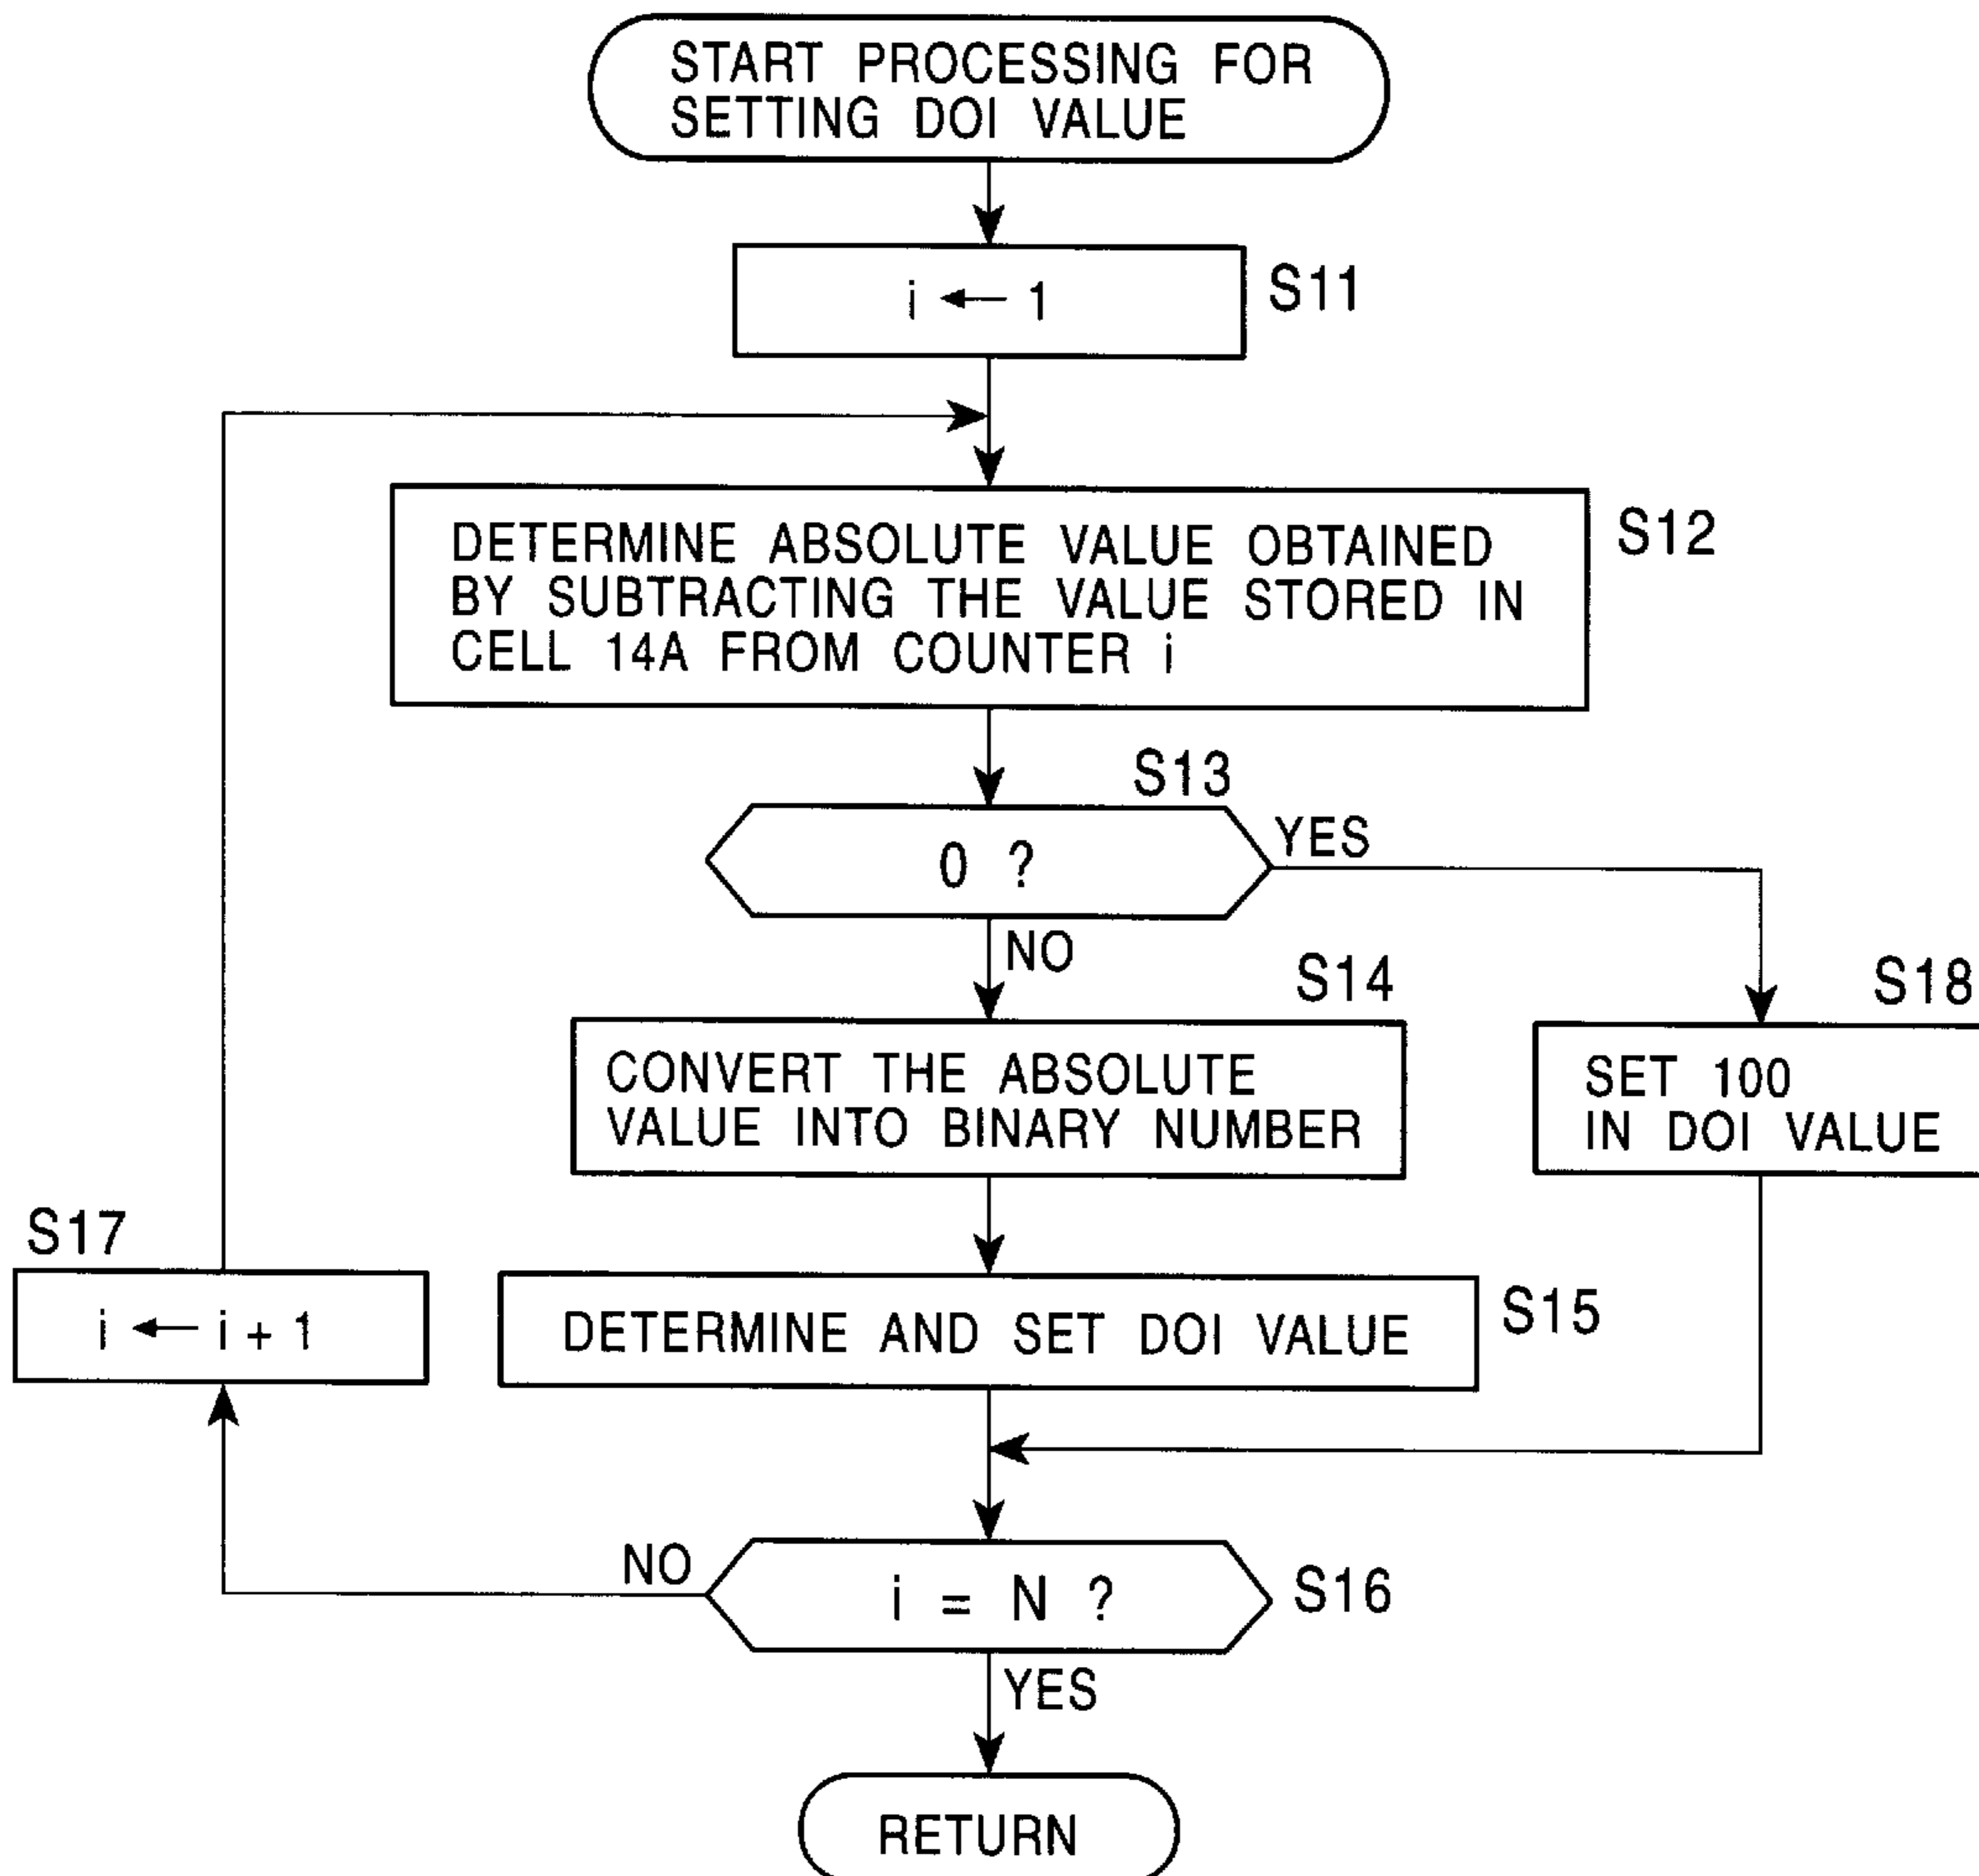 START PROCESSING FOR
SETTING DOI VALUE
i ← 1
S11
DETERMINE ABSOLUTE VALUE OBTAINED
BY SUBTRACTING THE VALUE STORED IN
CELL 14A FROM COUNTER i
S12
S13
0 ?
YES
NO
S14
CONVERT THE ABSOLUTE
VALUE INTO BINARY NUMBER
S18
SET 100
IN DOI VALUE
S17
i ← i + 1
DETERMINE AND SET DOI VALUE
S15
NO
i = N ?
S16
YES
RETURN